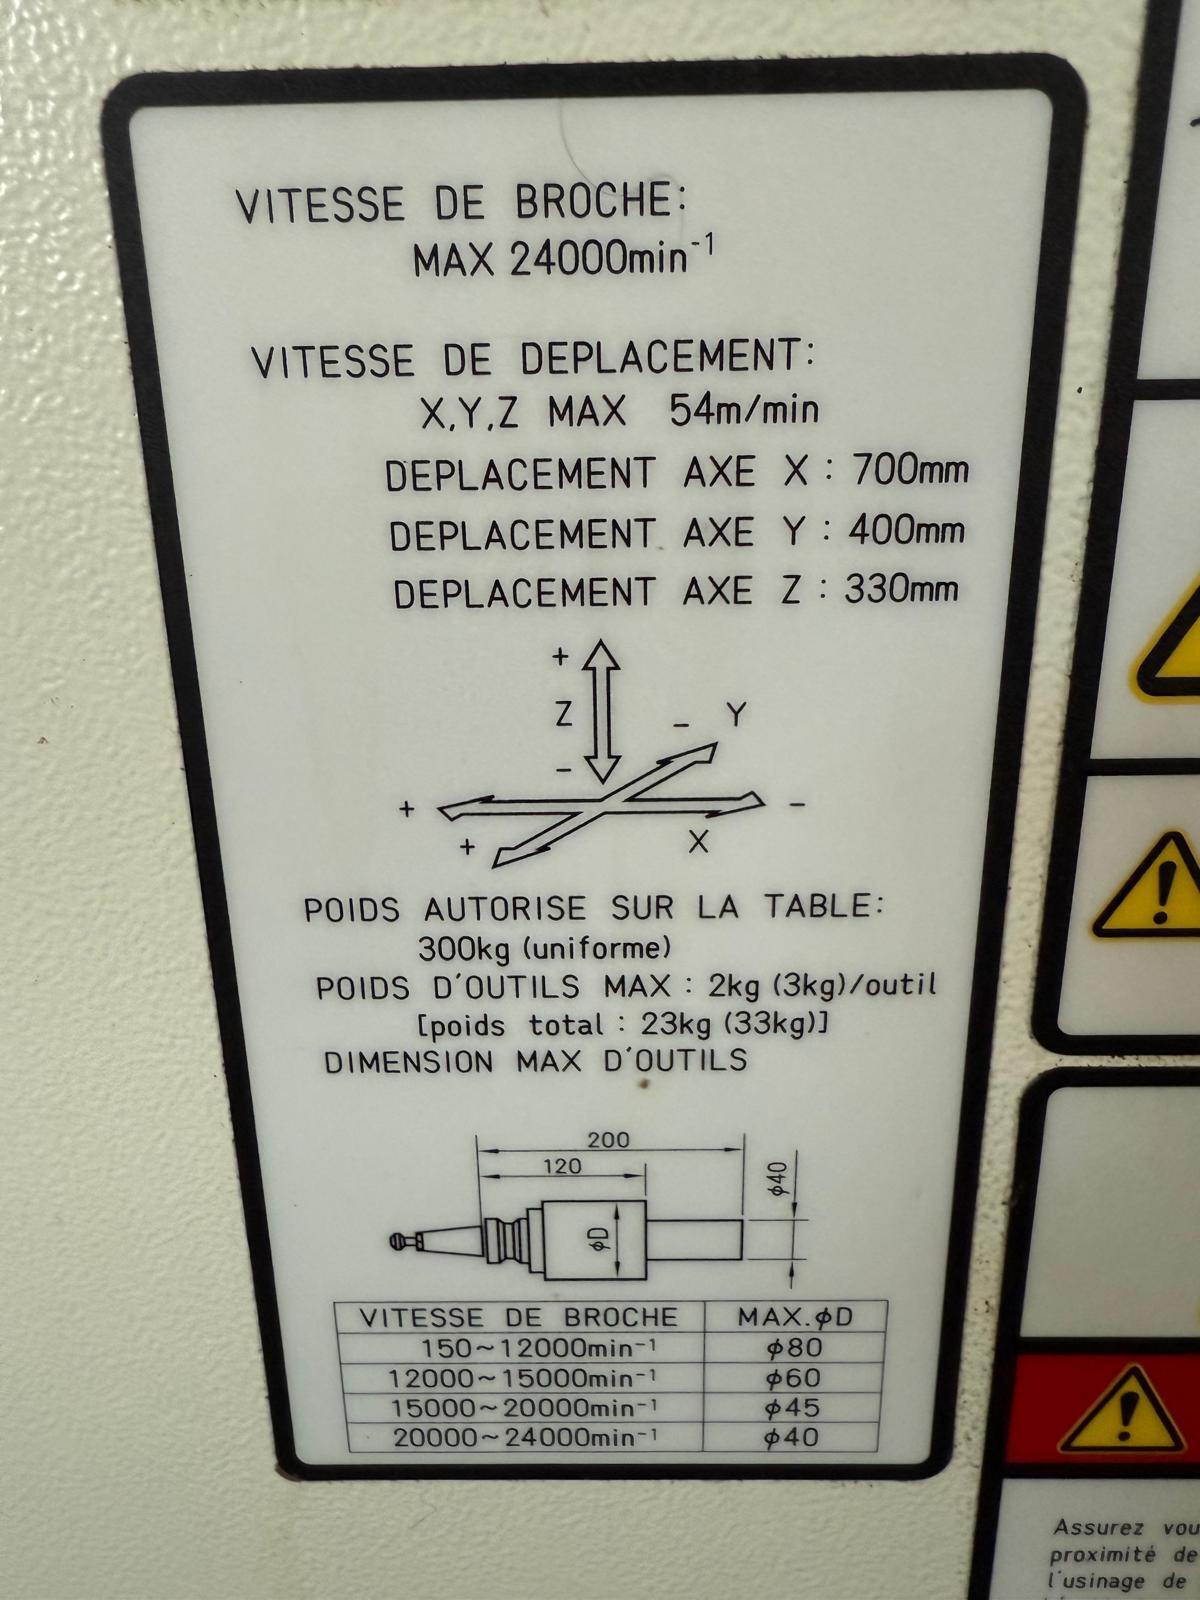 VITESSE DE BROCHE:
MAX 24000min⁻¹
VITESSE DE DEPLACEMENT:
X,Y,Z MAX 54m/min
DEPLACEMENT AXE X : 700mm
DEPLACEMENT AXE Y : 400mm
DEPLACEMENT AXE Z : 330mm
+
Z
− Y
−
+ −
+ X
POIDS AUTORISE SUR LA TABLE:
300kg (uniforme)
POIDS D'OUTILS MAX : 2kg (3kg)/outil
[poids total : 23kg (33kg)]
DIMENSION MAX D'OUTILS
200
120
φ40
φD
VITESSE DE BROCHE MAX.φD
150~12000min⁻¹ φ80
12000~15000min⁻¹ φ60
15000~20000min⁻¹ φ45
20000~24000min⁻¹ φ40
Assurez vou
proximité de
l'usinage de